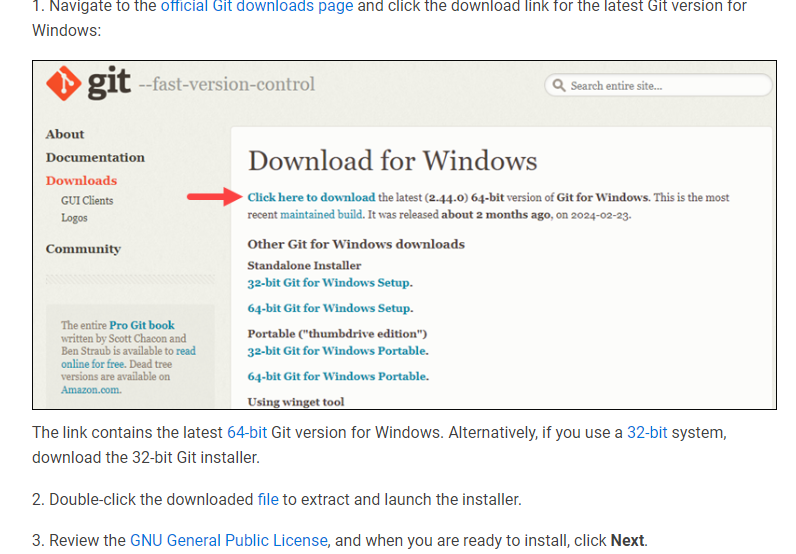 1. Navigate to the official Git downloads page and click the download link for the latest Git version for
Windows:
git --fast-version-control
Search entire site...
About
Documentation
Downloads
GUI Clients
Logos
Community
The entire Pro Git book
written by Scott Chacon and
Ben Straub is available to read
online for free. Dead tree
versions are available on
Amazon.com.
Download for Windows
Click here to download the latest (2.44.0) 64-bit version of Git for Windows. This is the most
recent maintained build. It was released about 2 months ago, on 2024-02-23.
Other Git for Windows downloads
Standalone Installer
32-bit Git for Windows Setup.
64-bit Git for Windows Setup.
Portable ("thumbdrive edition")
32-bit Git for Windows Portable.
64-bit Git for Windows Portable.
Using winget tool
The link contains the latest 64-bit Git version for Windows. Alternatively, if you use a 32-bit system,
download the 32-bit Git installer.
2. Double-click the downloaded file to extract and launch the installer.
3. Review the GNU General Public License, and when you are ready to install, click Next.